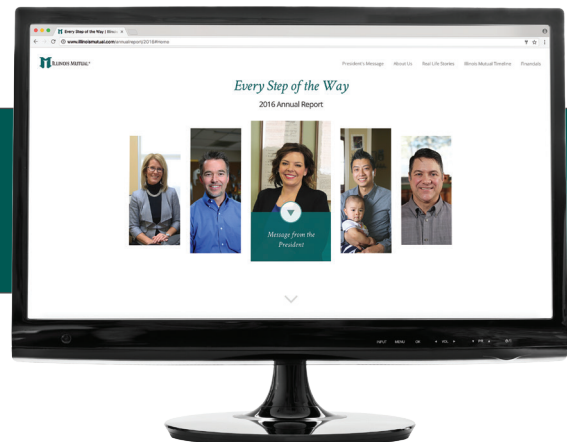 Every Step of the Way | Illinois
www.illinoismutual.com/annualreport/2016#Home
ILLINOIS MUTUAL®
President's Message About Us Real Life Stories Illinois Mutual Timeline Financials
Every Step of the Way
2016 Annual Report
Message from the
President
INPUT MENU
VOL